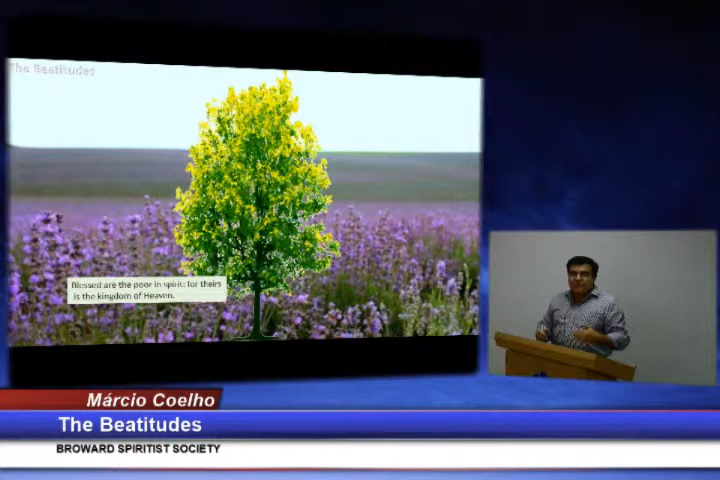 The Beatitudes
Blessed are the poor in spirit: for theirs
is the kingdom of Heaven.
Márcio Coelho
The Beatitudes
BROWARD SPIRITIST SOCIETY